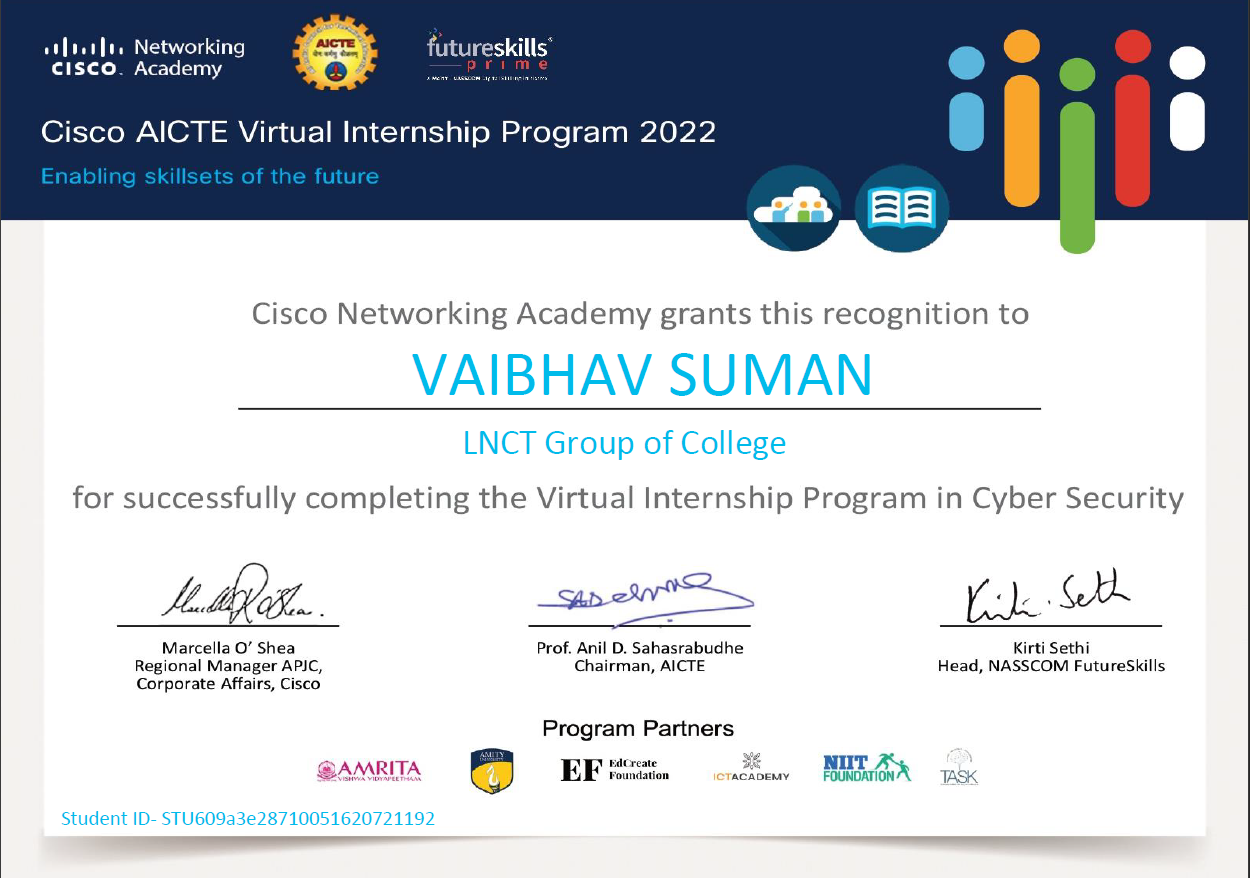 Networking
CISCO Academy
AICTE
futureskills
prime
Cisco AICTE Virtual Internship Program 2022
Enabling skillsets of the future
Cisco Networking Academy grants this recognition to
VAIBHAV SUMAN
LNCT Group of College
for successfully completing the Virtual Internship Program in Cyber Security
Kirti Seth
Marcella O’ Shea
Regional Manager APJC,
Corporate Affairs, Cisco
Prof. Anil D. Sahasrabudhe
Chairman, AICTE
Kirti Sethi
Head, NASSCOM FutureSkills
Program Partners
AMRITA
VISHWA VIDYAPEETHAM
AMITY
UNIVERSITY
EF EdCreate
Foundation
ICTACADEMY
NIIT
FOUNDATION
TASK
Student ID- STU609a3e28710051620721192